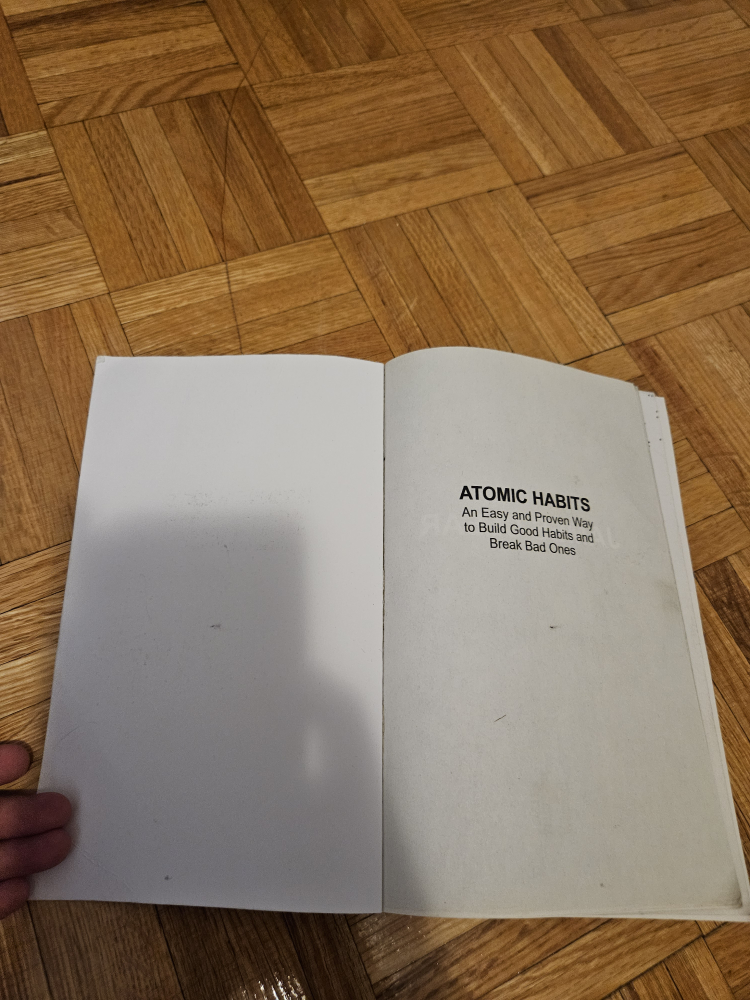 ATOMIC HABITS
An Easy and Proven Way
to Build Good Habits and
Break Bad Ones